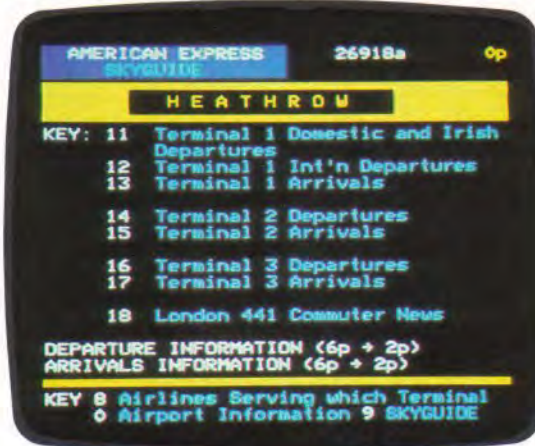 AMERICAN EXPRESS 26918a 0p
SKYGUIDE
HEATHROW
KEY: 11 Terminal 1 Domestic and Irish
Departures
12 Terminal 1 Int'n Departures
13 Terminal 1 Arrivals
14 Terminal 2 Departures
15 Terminal 2 Arrivals
16 Terminal 3 Departures
17 Terminal 3 Arrivals
18 London 441 Commuter News
DEPARTURE INFORMATION (6p → 2p)
ARRIVALS INFORMATION (6p → 2p)
KEY 8 Airlines Serving which Terminal
0 Airport Information 9 SKYGUIDE